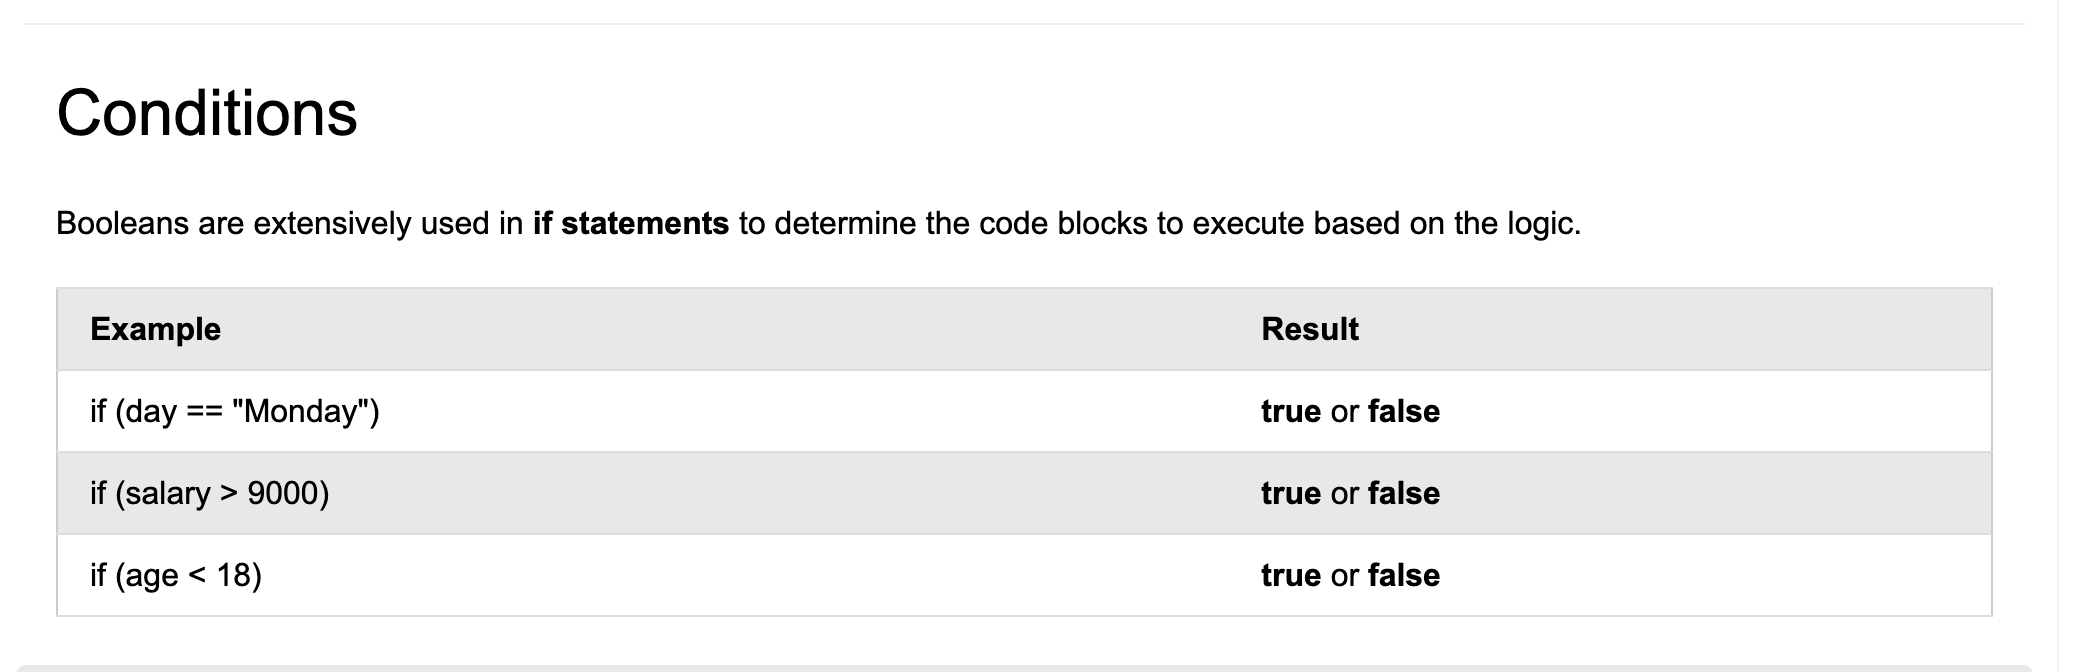 Conditions
Booleans are extensively used in if statements to determine the code blocks to execute based on the logic.
Example Result
if (day == "Monday") true or false
if (salary > 9000) true or false
if (age < 18) true or false